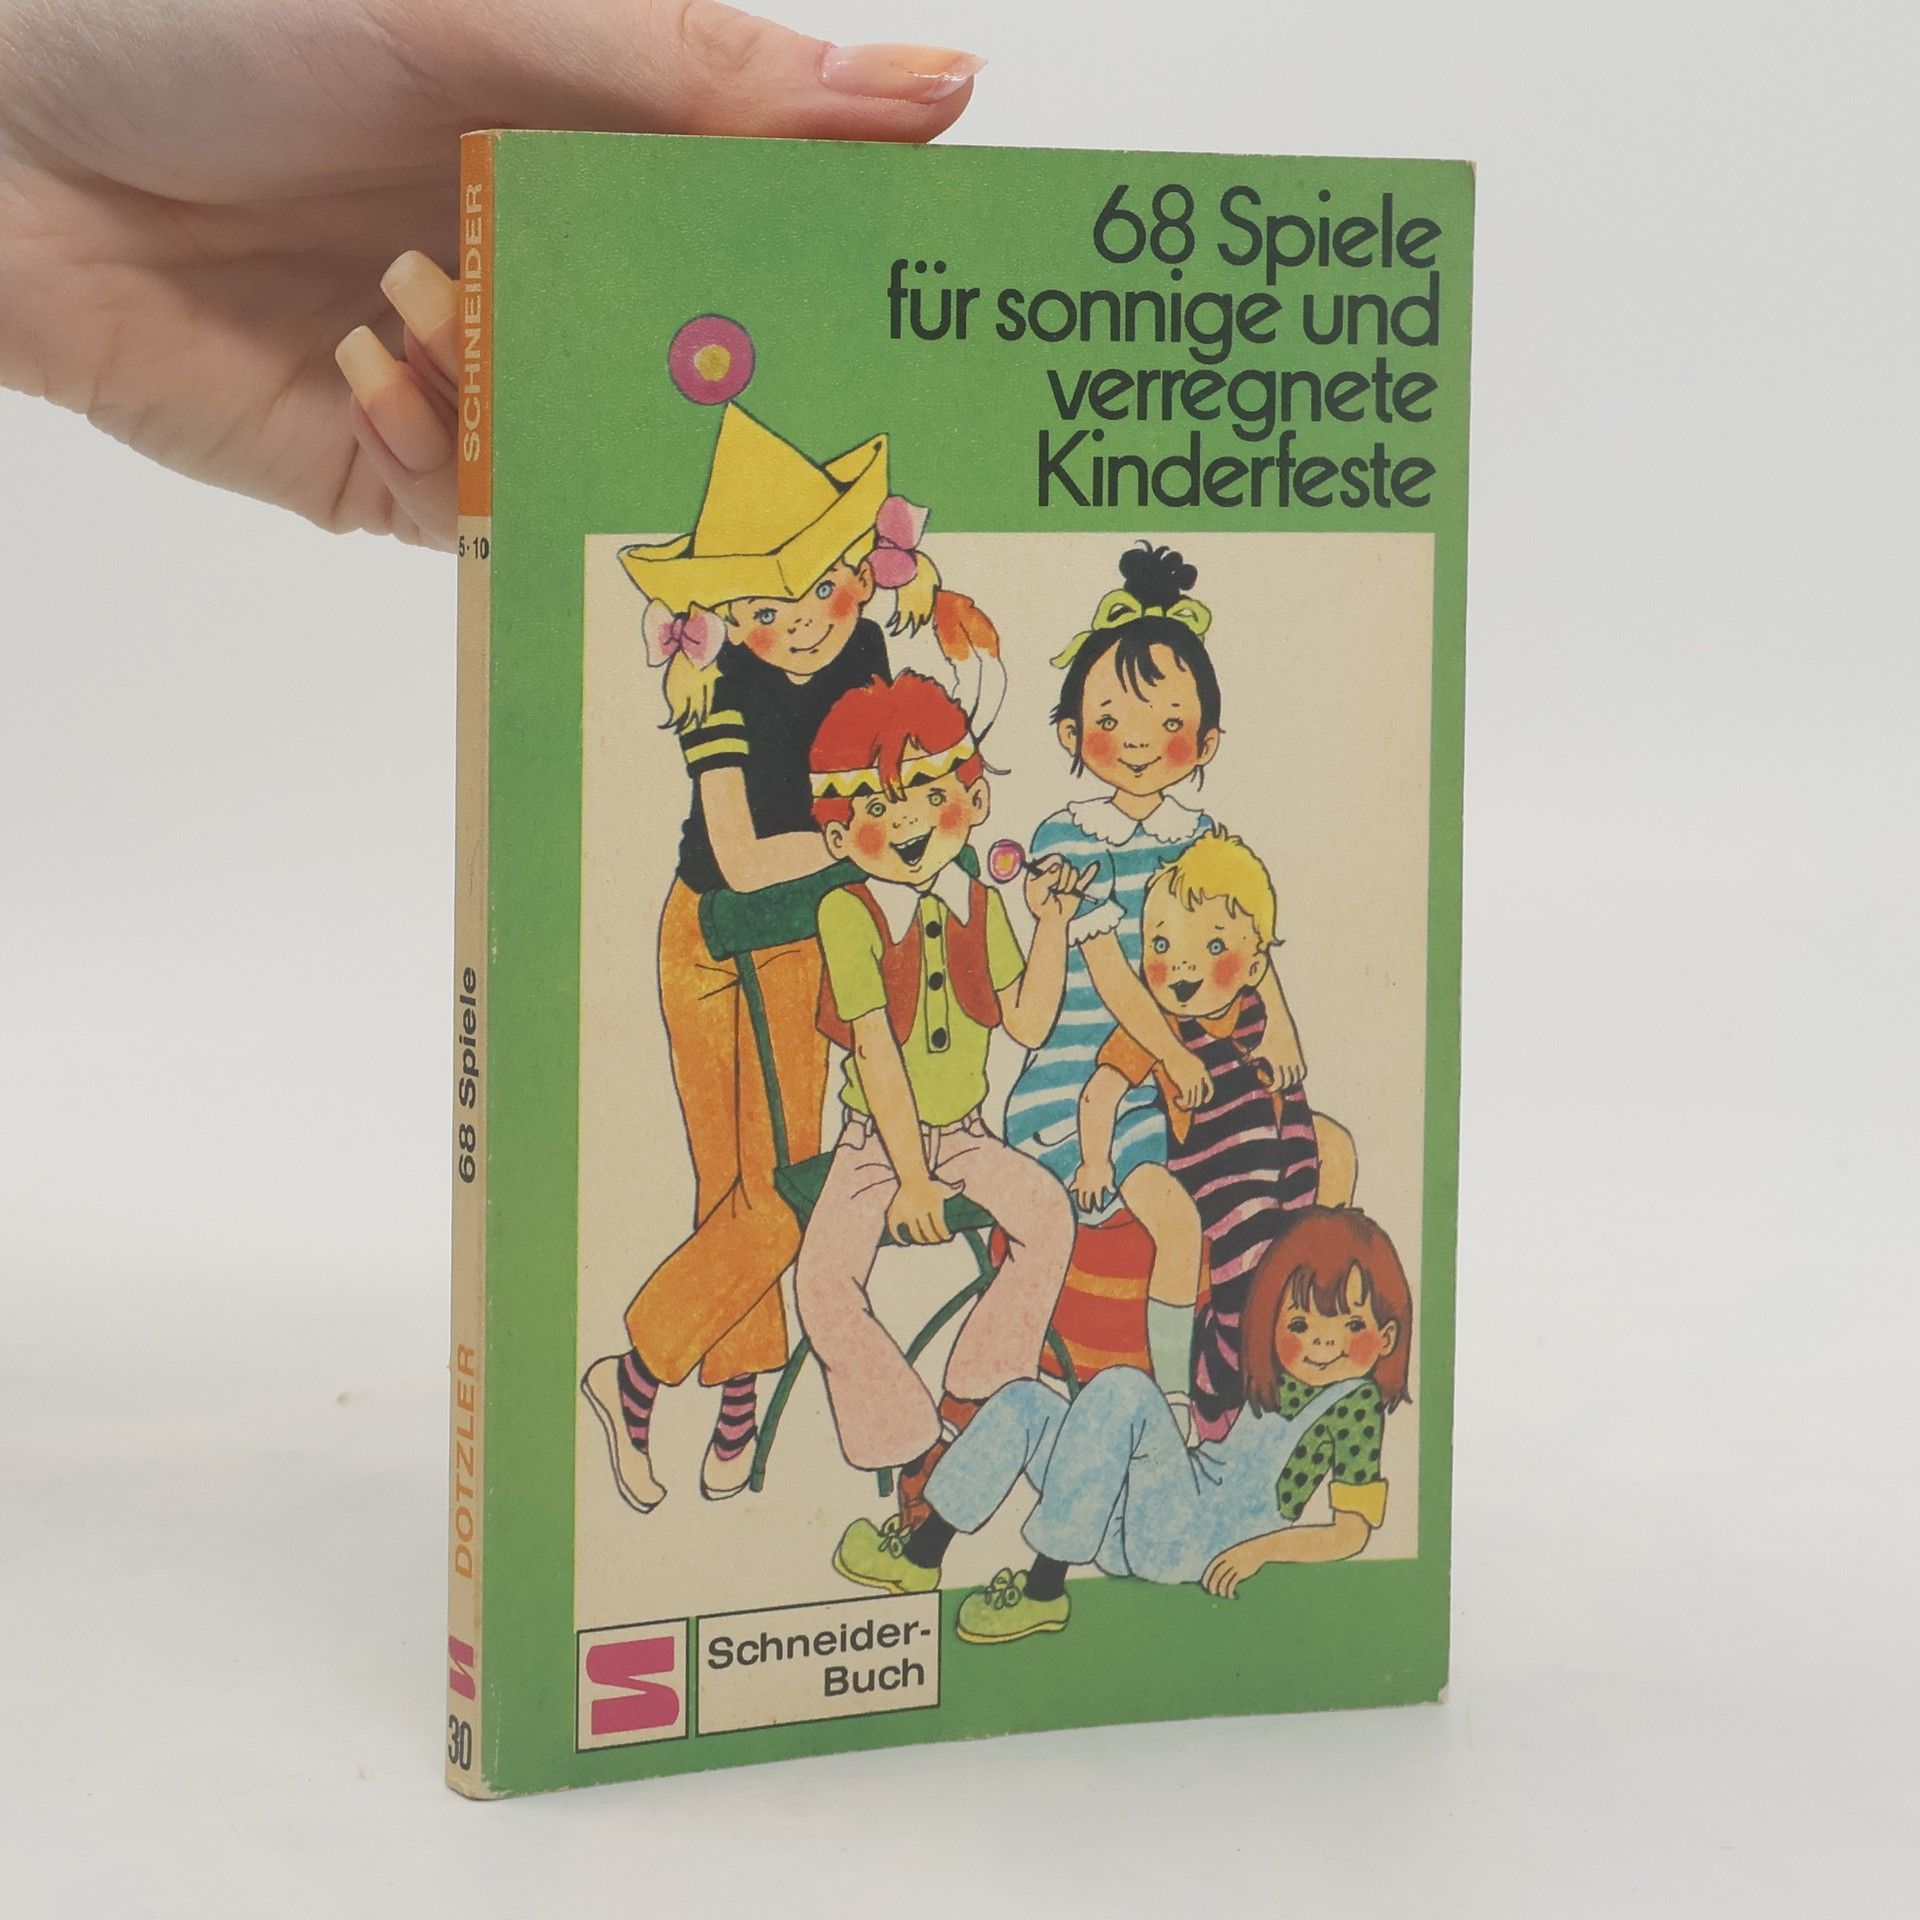 68 Spiele
für sonnige und
verregnete
Kinderfeste
Schneider-
Buch
SCHNEIDER
5-10
68 Spiele
DOTZLER
30